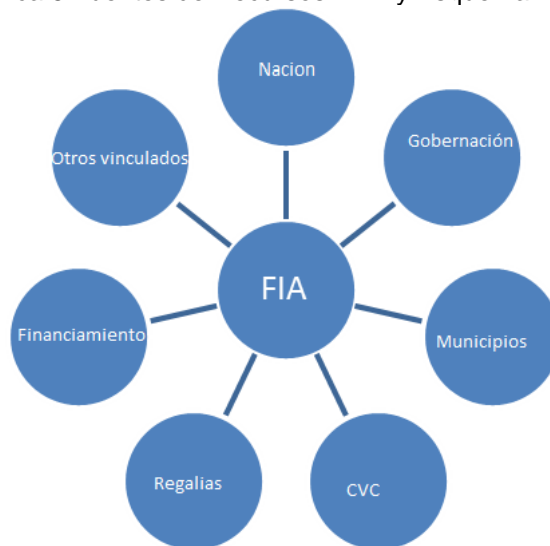 Nacion
Gobernación
Otros vinculados
FIA
Financiamiento
Municipios
Regalias
CVC